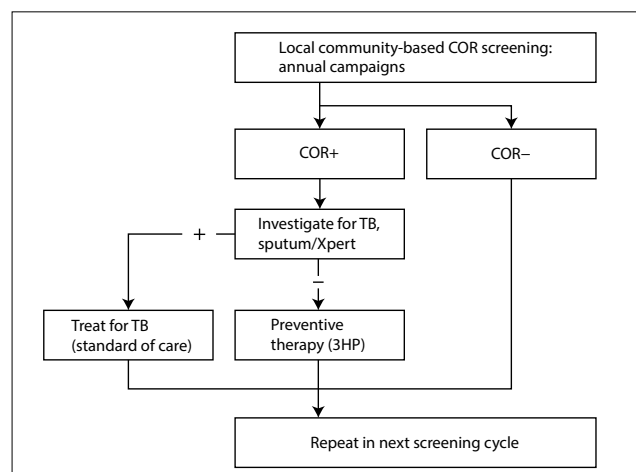 Local community-based COR screening:
annual campaigns
COR+
COR−
Investigate for TB,
sputum/Xpert
+
−
Treat for TB
(standard of care)
Preventive
therapy (3HP)
Repeat in next screening cycle